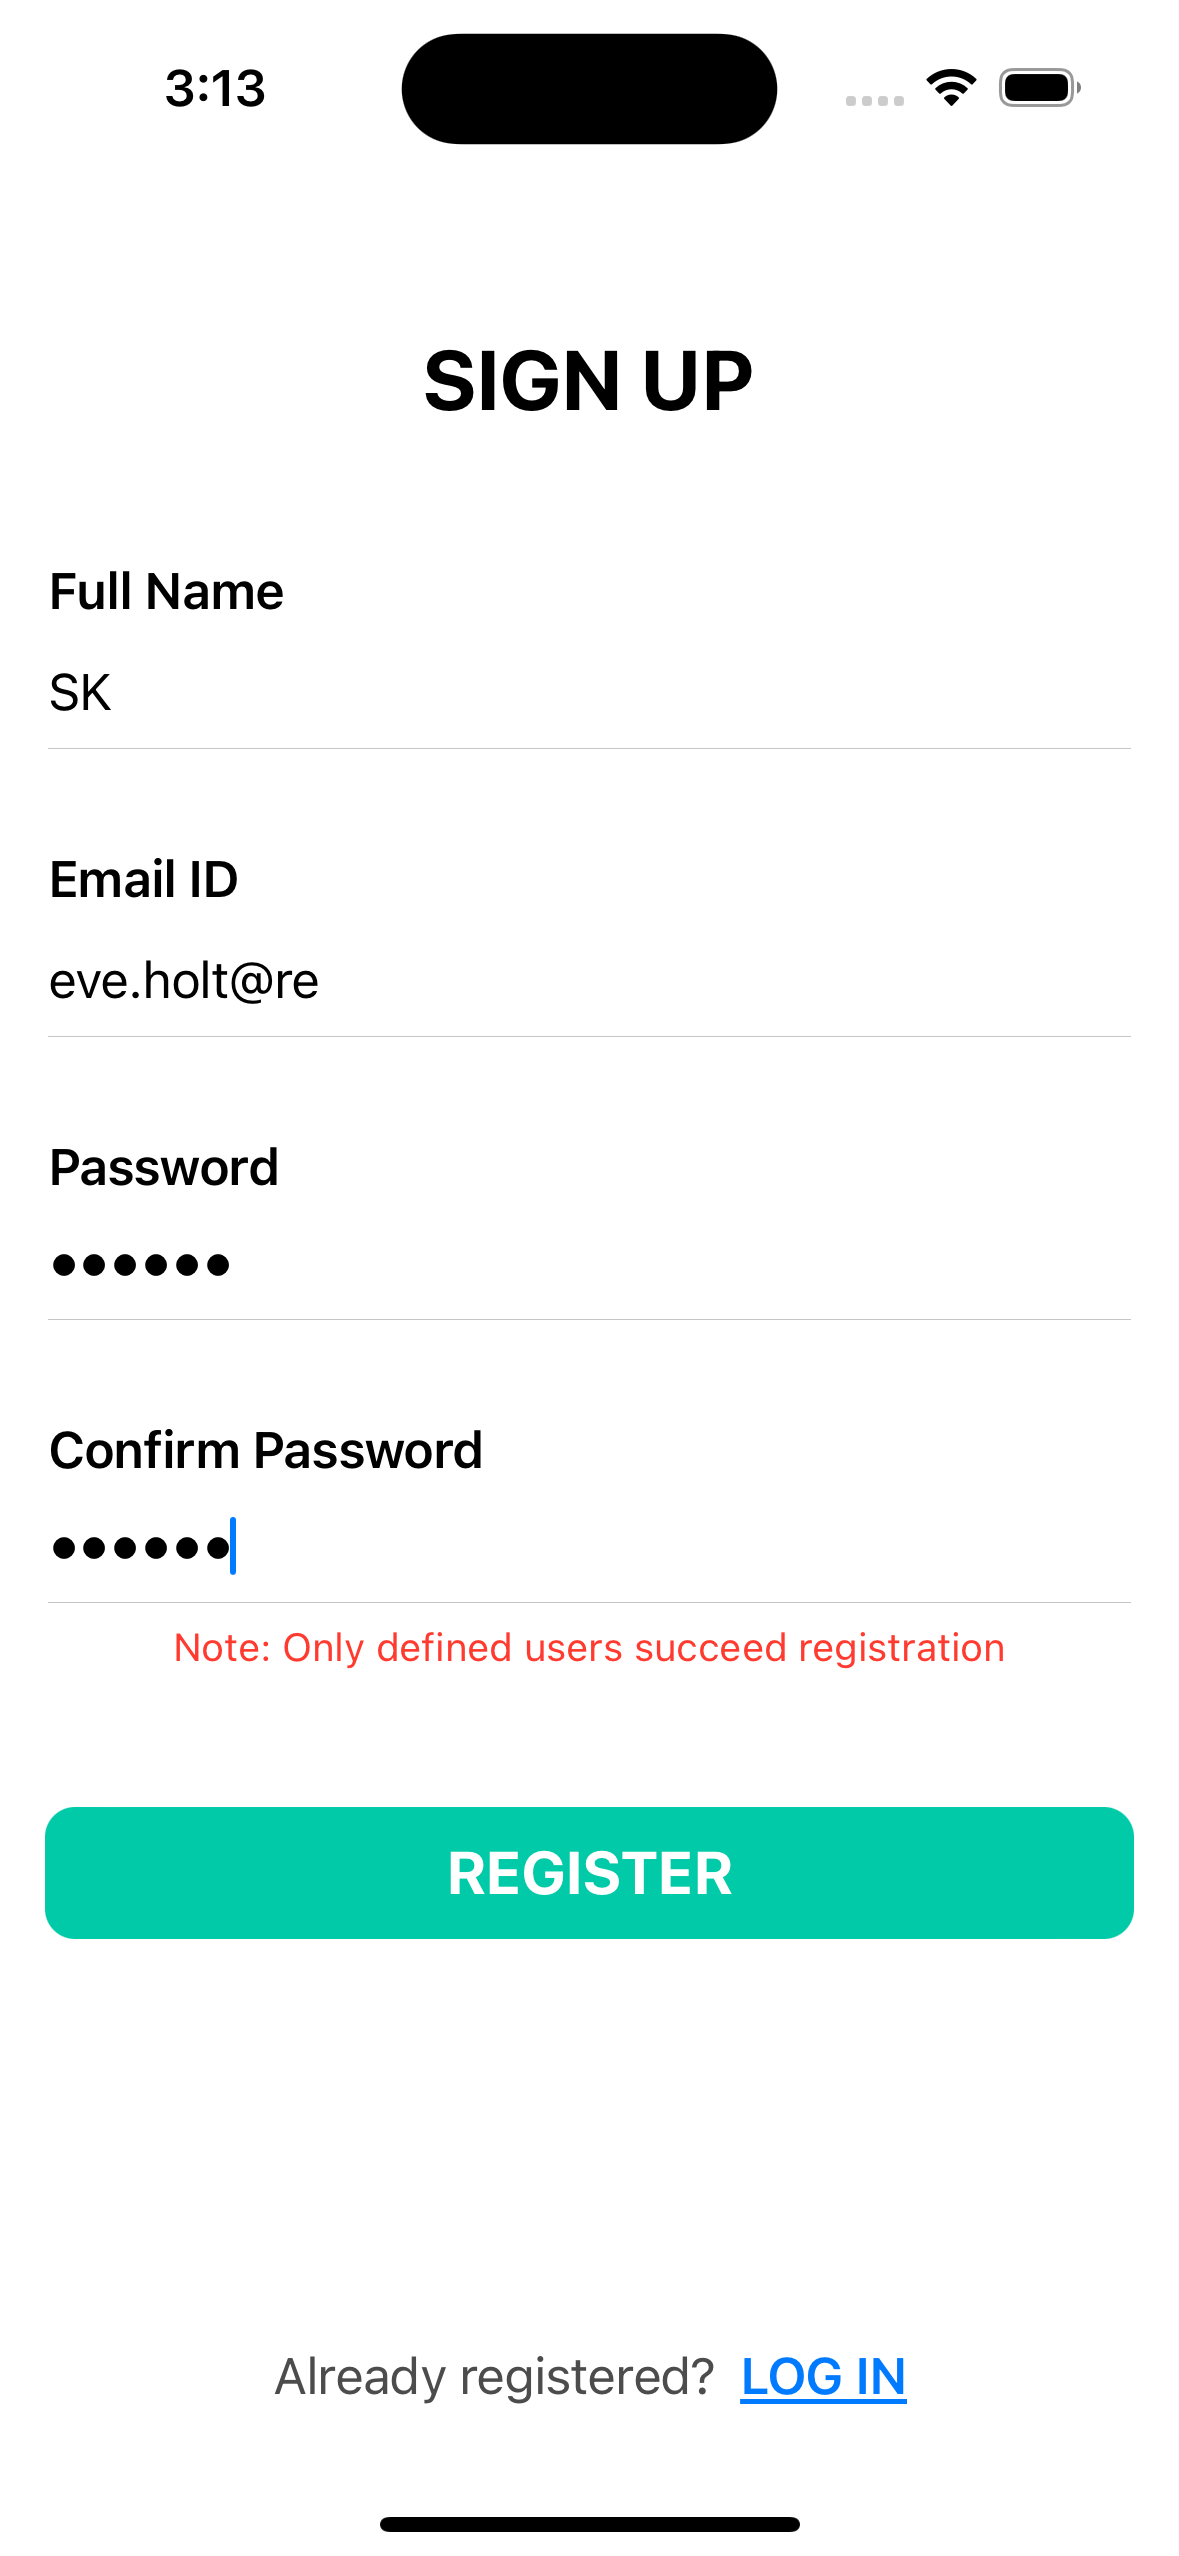 3:13
SIGN UP
Full Name
SK
Email ID
eve.holt@re
Password
••••••
Confirm Password
••••••
Note: Only defined users succeed registration
REGISTER
Already registered? LOG IN